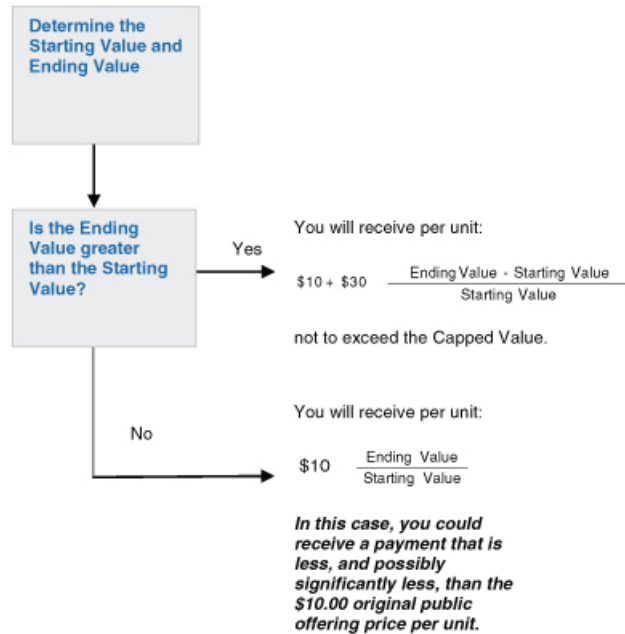 Determine the
Starting Value and
Ending Value
Is the Ending
Value greater
than the Starting
Value?
Yes
You will receive per unit:
$10 + $30 Ending Value - Starting Value
Starting Value
not to exceed the Capped Value.
No
You will receive per unit:
$10 Ending Value
Starting Value
In this case, you could
receive a payment that is
less, and possibly
significantly less, than the
$10.00 original public
offering price per unit.